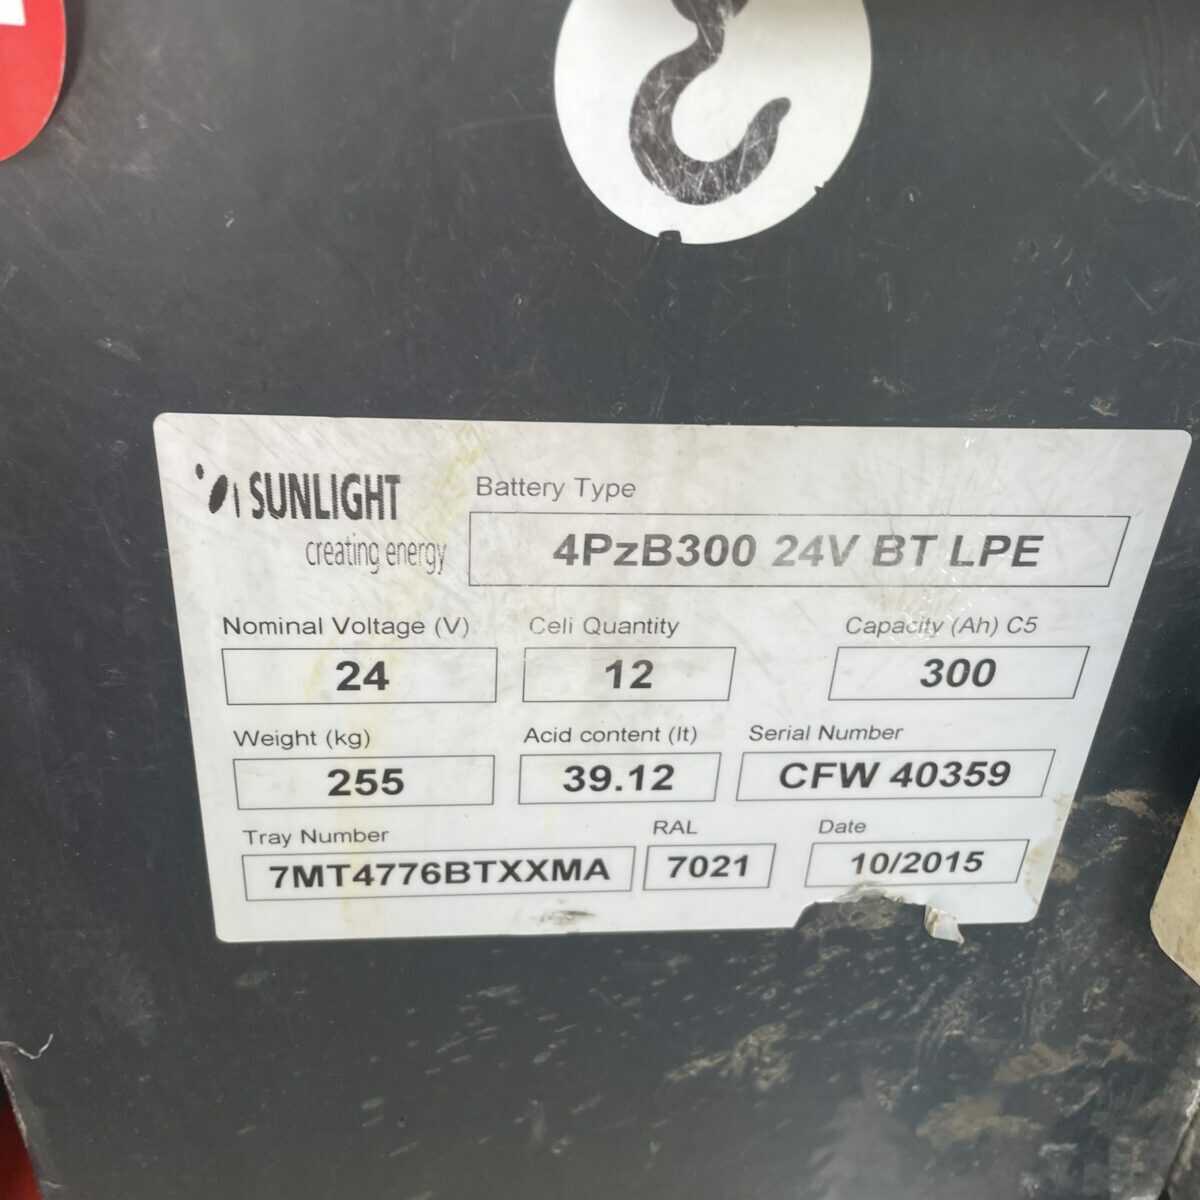 SUNLIGHT
creating energy
Battery Type
4PzB300 24V BT LPE
Nominal Voltage (V) Cell Quantity Capacity (Ah) C5
24 12 300
Weight (kg) Acid content (lt) Serial Number
255 39.12 CFW 40359
Tray Number RAL Date
7MT4776BTXXMA 7021 10/2015